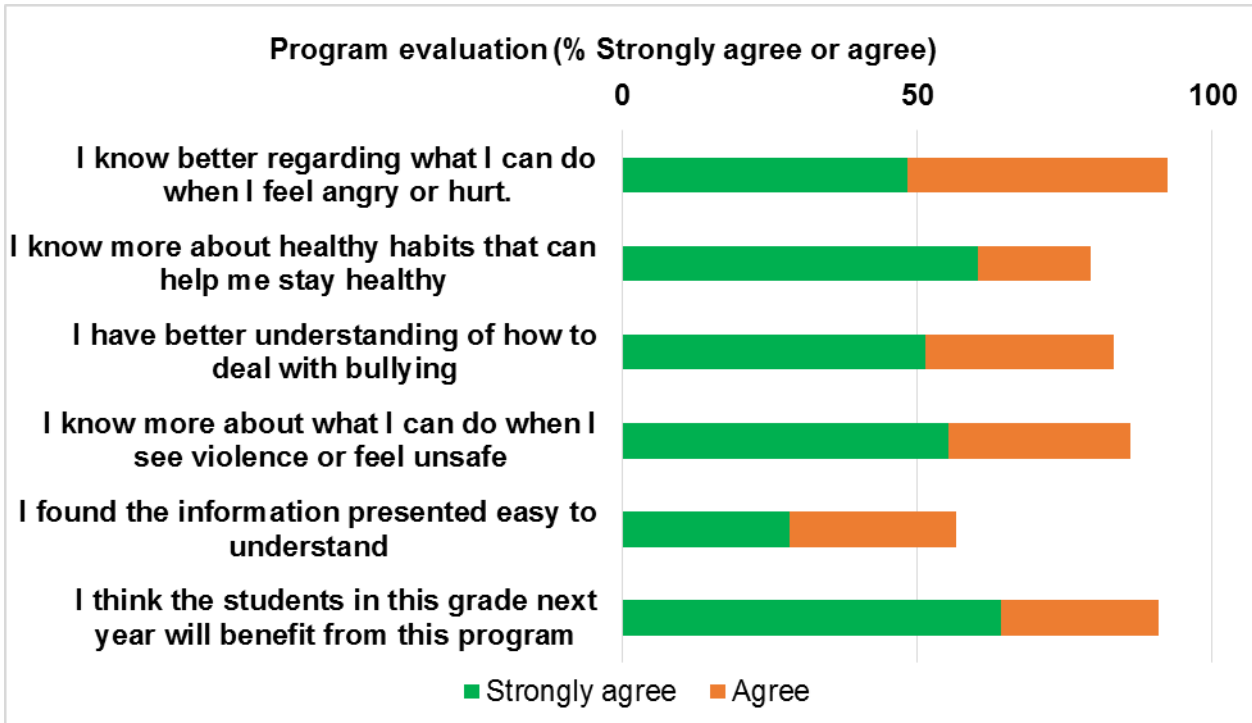 Program evaluation (% Strongly agree or agree)
0 50 100
I know better regarding what I can do
when I feel angry or hurt.
I know more about healthy habits that can
help me stay healthy
I have better understanding of how to
deal with bullying
I know more about what I can do when I
see violence or feel unsafe
I found the information presented easy to
understand
I think the students in this grade next
year will benefit from this program
Strongly agree Agree